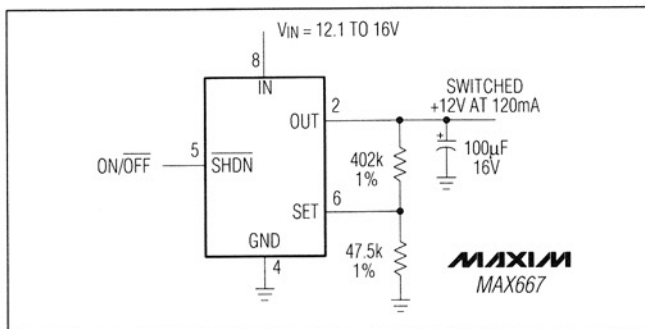 VIN = 12.1 TO 16V
8
IN
2
OUT
SWITCHED
+12V AT 120mA
100µF
16V
402k
1%
ON/OFF
5
SHDN
6
SET
47.5k
1%
GND
4
MAXIM
MAX667